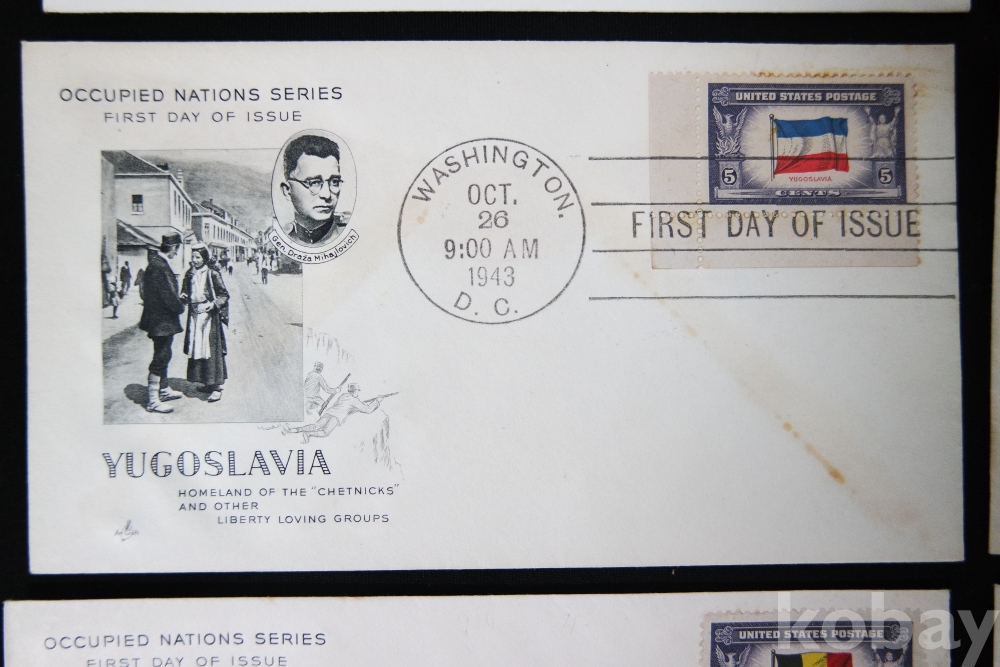 OCCUPIED NATIONS SERIES
FIRST DAY OF ISSUE
Gen. Draža Mihajlovich
WASHINGTON.
OCT.
26
9:00 AM
1943
D. C.
UNITED STATES POSTAGE
YUGOSLAVIA
5 5
CENTS
FIRST DAY OF ISSUE
YUGOSLAVIA
HOMELAND OF THE "CHETNICKS"
AND OTHER
LIBERTY LOVING GROUPS
OCCUPIED NATIONS SERIES
FIRST DAY OF ISSUE
UNITED STATES POSTAGE
kobay